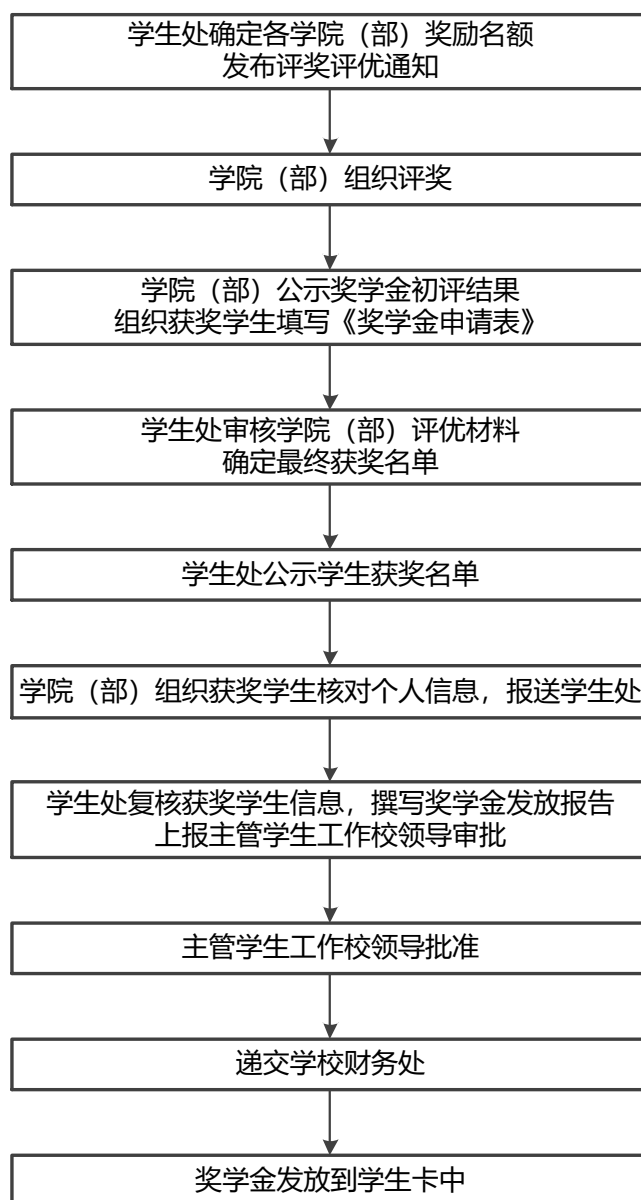 学生处确定各学院（部）奖励名额
发布评奖评优通知
学院（部）组织评奖
学院（部）公示奖学金初评结果
组织获奖学生填写《奖学金申请表》
学生处审核学院（部）评优材料
确定最终获奖名单
学生处公示学生获奖名单
学院（部）组织获奖学生核对个人信息，报送学生处
学生处复核获奖学生信息，撰写奖学金发放报告
上报主管学生工作校领导审批
主管学生工作校领导批准
递交学校财务处
奖学金发放到学生卡中